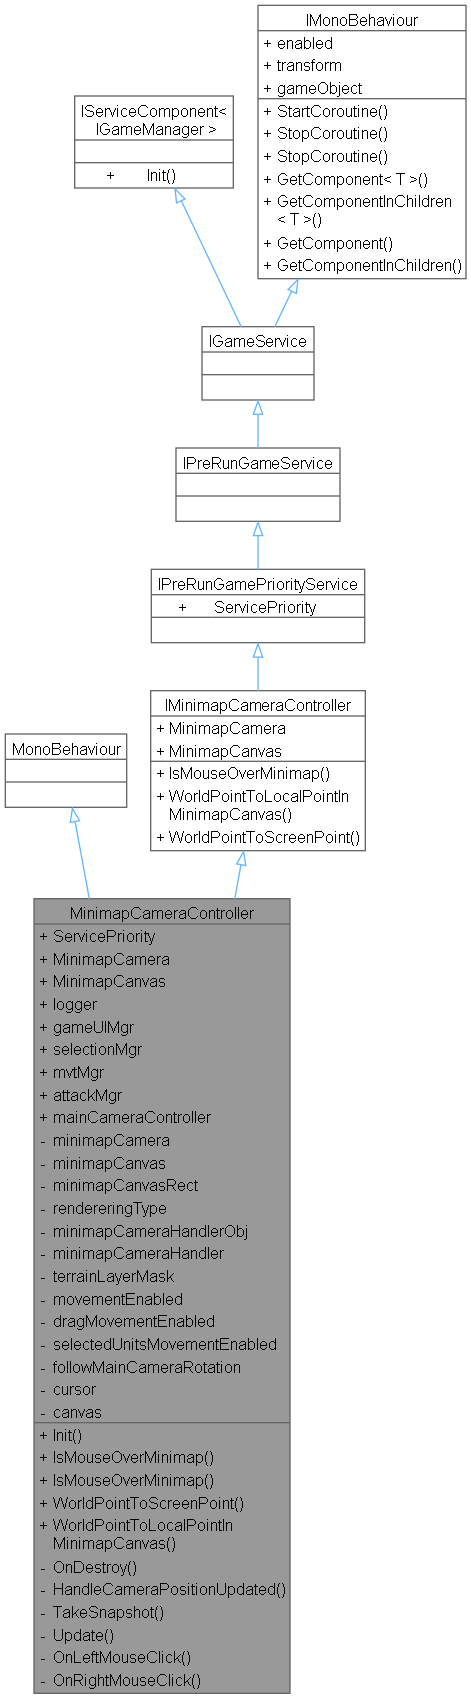 IMonoBehaviour
+ enabled
+ transform
+ gameObject
+ StartCoroutine()
+ StopCoroutine()
+ StopCoroutine()
+ GetComponent< T >()
+ GetComponentInChildren
< T >()
+ GetComponent()
+ GetComponentInChildren()
IServiceComponent<
IGameManager >
+ Init()
IGameService
IPreRunGameService
IPreRunGamePriorityService
+ ServicePriority
IMinimapCameraController
+ MinimapCamera
+ MinimapCanvas
+ IsMouseOverMinimap()
+ WorldPointToLocalPointIn
MinimapCanvas()
+ WorldPointToScreenPoint()
MonoBehaviour
MinimapCameraController
+ ServicePriority
+ MinimapCamera
+ MinimapCanvas
+ logger
+ gameUIMgr
+ selectionMgr
+ mvtMgr
+ attackMgr
+ mainCameraController
- minimapCamera
- minimapCanvas
- minimapCanvasRect
- rendereringType
- minimapCameraHandlerObj
- minimapCameraHandler
- terrainLayerMask
- movementEnabled
- dragMovementEnabled
- selectedUnitsMovementEnabled
- followMainCameraRotation
- cursor
- canvas
+ Init()
+ IsMouseOverMinimap()
+ IsMouseOverMinimap()
+ WorldPointToScreenPoint()
+ WorldPointToLocalPointIn
MinimapCanvas()
- OnDestroy()
- HandleCameraPositionUpdated()
- TakeSnapshot()
- Update()
- OnLeftMouseClick()
- OnRightMouseClick()